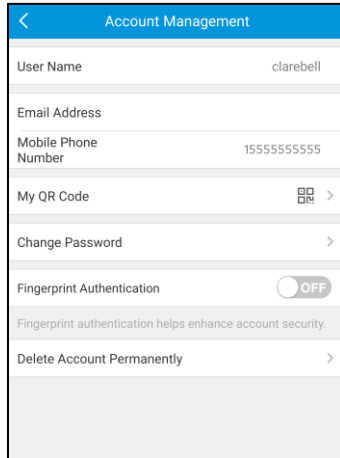 Account Management
User Name clarebell
Email Address
Mobile Phone
Number 15555555555
My QR Code
Change Password
Fingerprint Authentication OFF
Fingerprint authentication helps enhance account security.
Delete Account Permanently